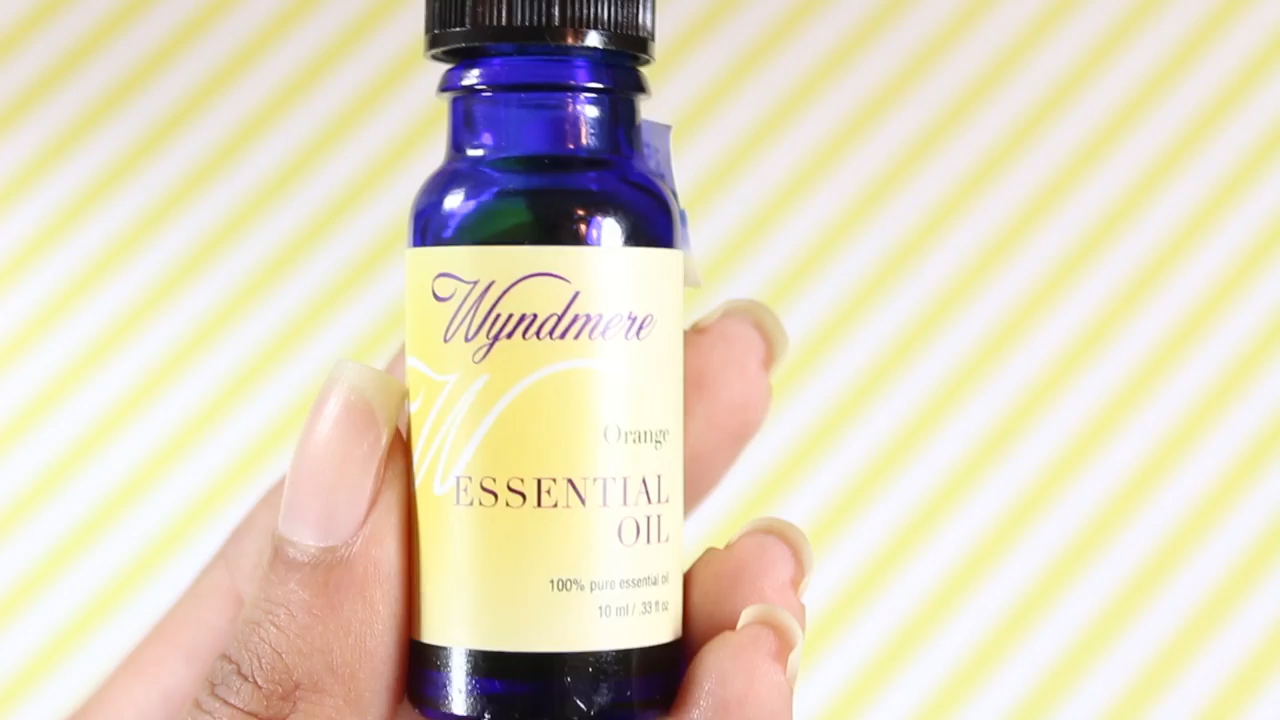 Wyndmere
W
Orange
ESSENTIAL
OIL
100% pure essential oil
10 ml / .33 fl oz